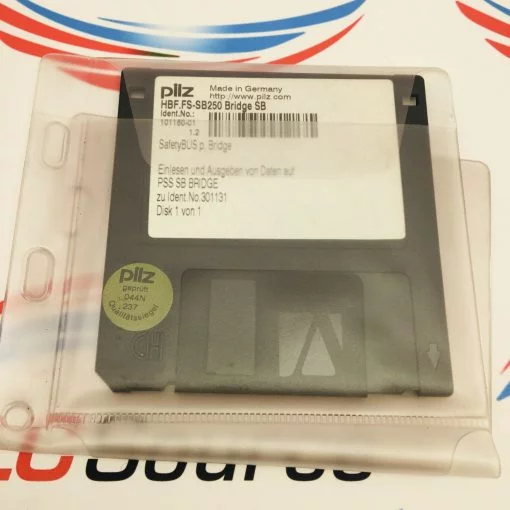 pilz
Made in Germany
http://www.pilz.com
HBF.FS-SB250 Bridge SB
Ident.No.:
101160-01
1.2
SafetyBUS p. Bridge
Einlesen und Ausgeben von Daten auf
PSS SB BRIDGE
zu Ident.No.301131
Disk 1 von 1
pilz
geprüft
044N
237
Qualitätssiegel